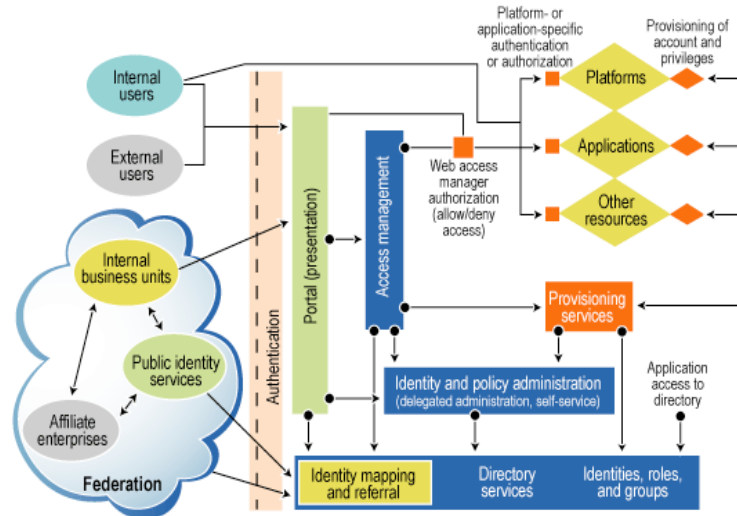 Platform- or
application-specific
authentication
or authorization
Provisioning of
account and
privileges
Internal
users
External
users
Platforms
Applications
Other
resources
Web access
manager
authorization
(allow/deny
access)
Portal (presentation)
Access management
Authentication
Internal
business units
Public identity
services
Affiliate
enterprises
Federation
Provisioning
services
Identity and policy administration
(delegated administration, self-service)
Application
access to
directory
Identity mapping
and referral
Directory
services
Identities, roles,
and groups